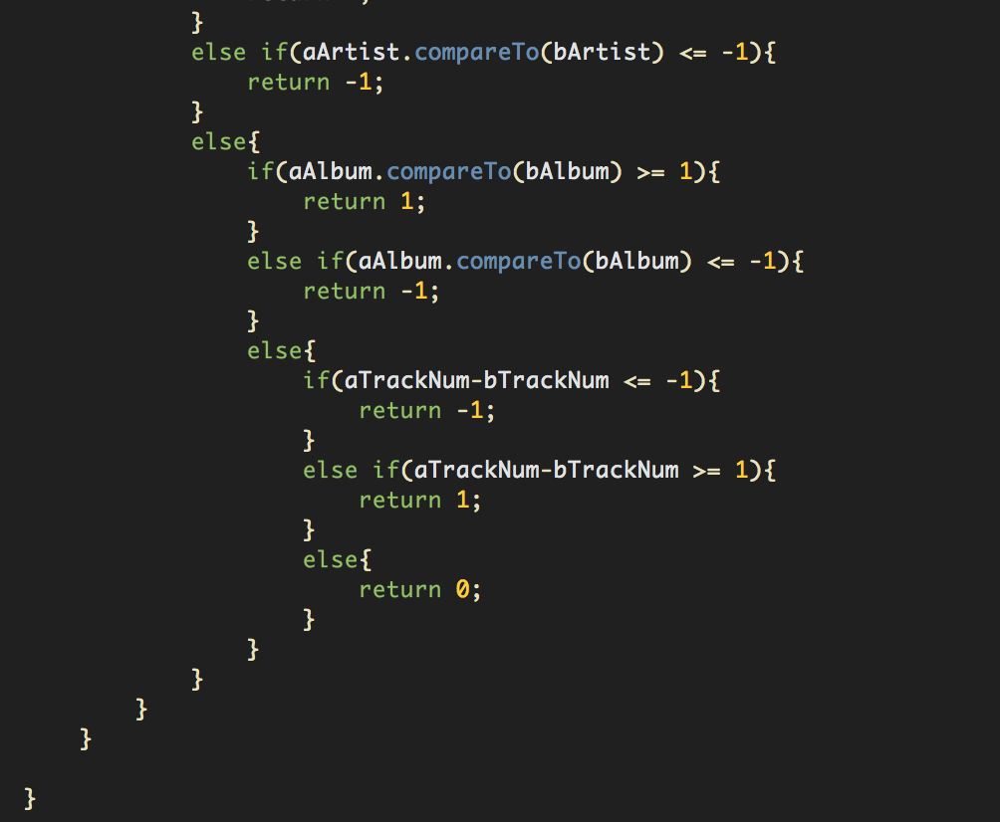 }
else if(aArtist.compareTo(bArtist) <= -1){
return -1;
}
else{
if(aAlbum.compareTo(bAlbum) >= 1){
return 1;
}
else if(aAlbum.compareTo(bAlbum) <= -1){
return -1;
}
else{
if(aTrackNum-bTrackNum <= -1){
return -1;
}
else if(aTrackNum-bTrackNum >= 1){
return 1;
}
else{
return 0;
}
}
}
}
}
}